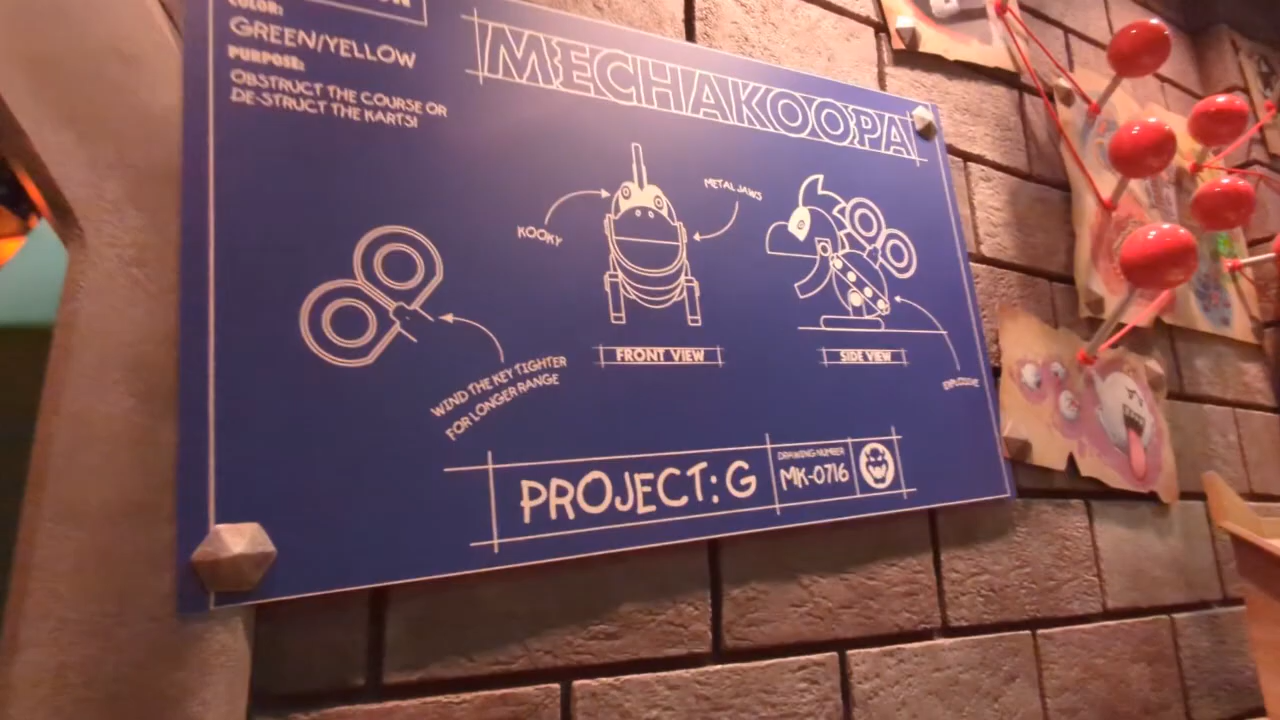 COLOR:
GREEN/YELLOW
PURPOSE:
OBSTRUCT THE COURSE OR
DE-STRUCT THE KARTS!
MECHAKOOPA
KOOKY
METAL JAWS
WIND THE KEY TIGHTER
FOR LONGER RANGE
FRONT VIEW
SIDE VIEW
EXPLOSIVE
PROJECT: G
DRAWING NUMBER
MK-0716